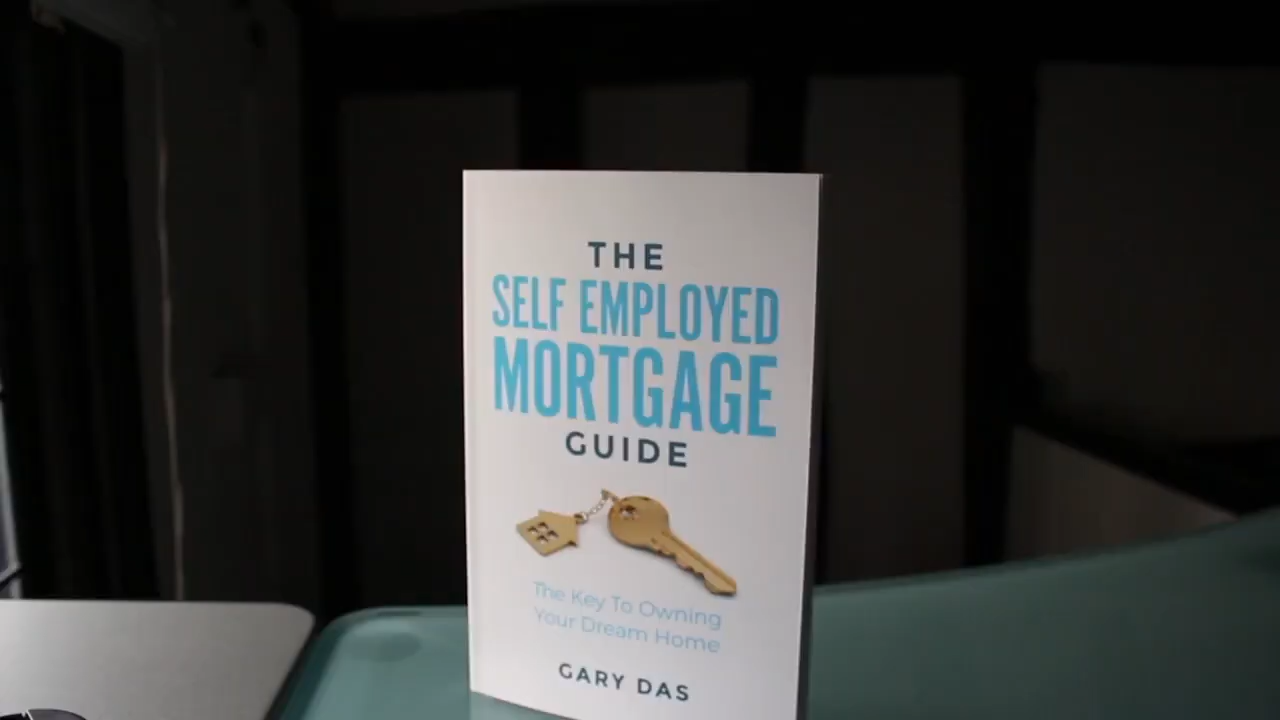 THE
SELF EMPLOYED
MORTGAGE
GUIDE
The Key To Owning
Your Dream Home
GARY DAS